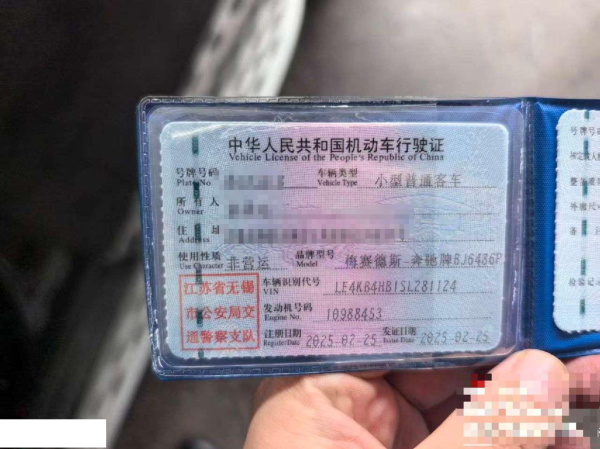 中华人民共和国机动车行驶证
Vehicle License of the People's Republic of China
号牌号码 车辆类型 小型普通客车
Plate No. Vehicle Type
所有人
Owner
住址
Address
使用性质 非营运 品牌型号 梅赛德斯-奔驰牌BJ6486F
Use Character Model
江苏省无锡
市公安局交
通警察支队
车辆识别代号 LE4KB4HB1SL281124
VIN
发动机号码 10988453
Engine No.
注册日期 2025-02-25 发证日期 2025-02-25
Register Date Issue Date
号牌号